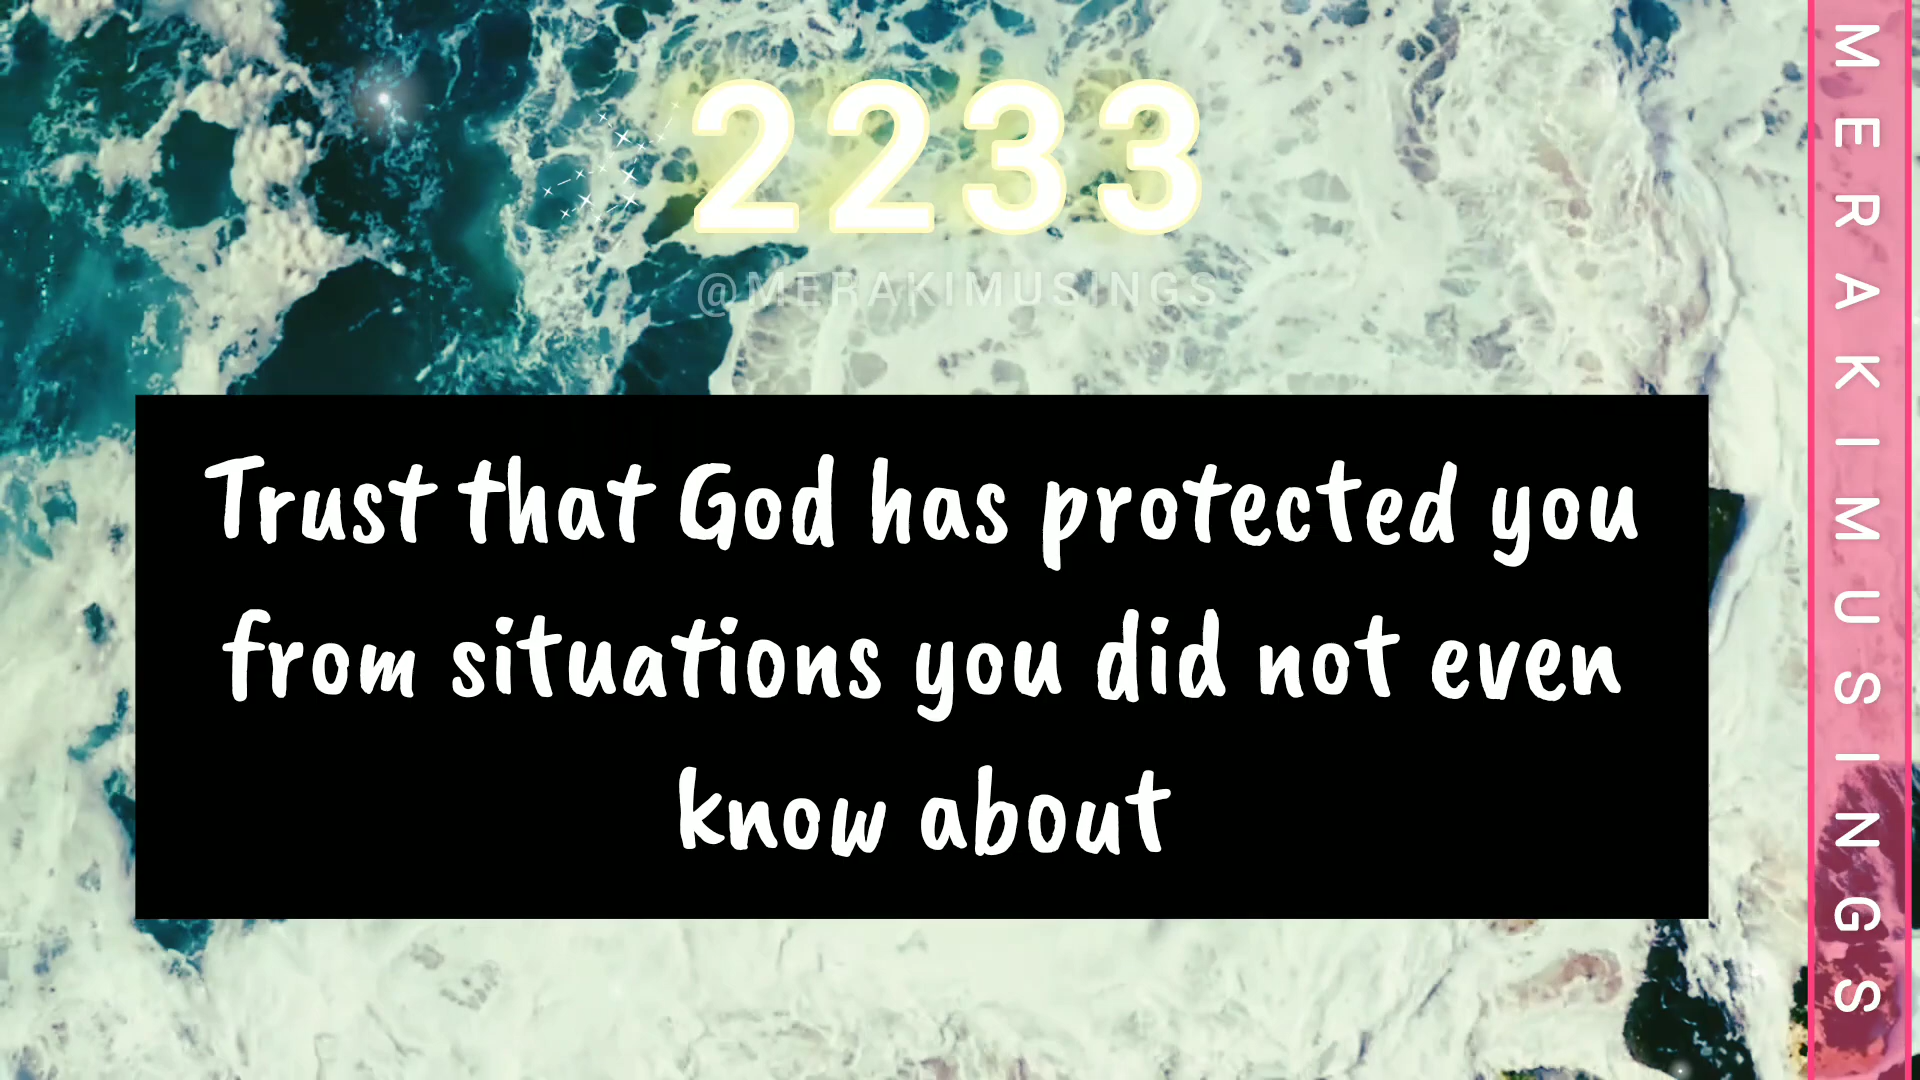 2233
@MERAKIMUSINGS
Trust that God has protected you
from situations you did not even
know about
MERAKIMUSINGS